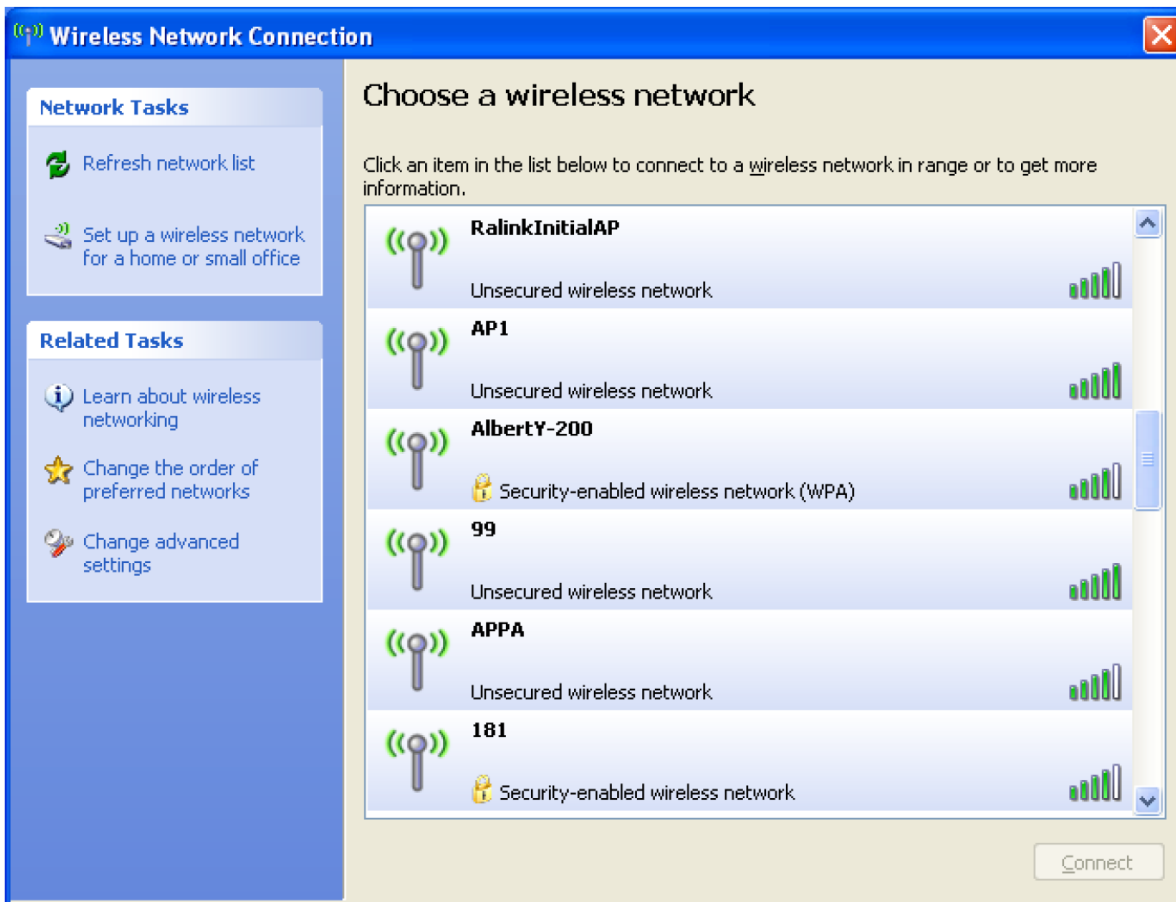 Wireless Network Connection
Network Tasks
Refresh network list
Set up a wireless network
for a home or small office
Related Tasks
Learn about wireless
networking
Change the order of
preferred networks
Change advanced
settings
Choose a wireless network
Click an item in the list below to connect to a wireless network in range or to get more
information.
RalinkInitialAP
Unsecured wireless network
AP1
Unsecured wireless network
AlbertY-200
Security-enabled wireless network (WPA)
99
Unsecured wireless network
APPA
Unsecured wireless network
181
Security-enabled wireless network
Connect